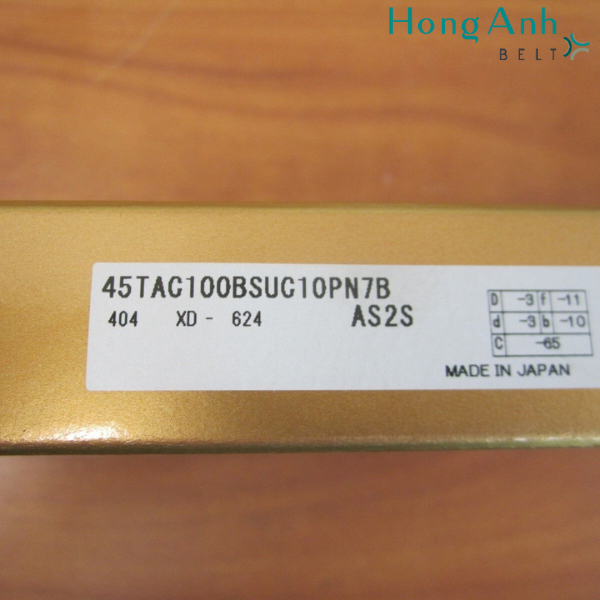 Hong Anh
BELT
45TAC100BSUC10PN7B
404 XD - 624 AS2S
D -3 f -11
d -3 b -10
C -65
MADE IN JAPAN